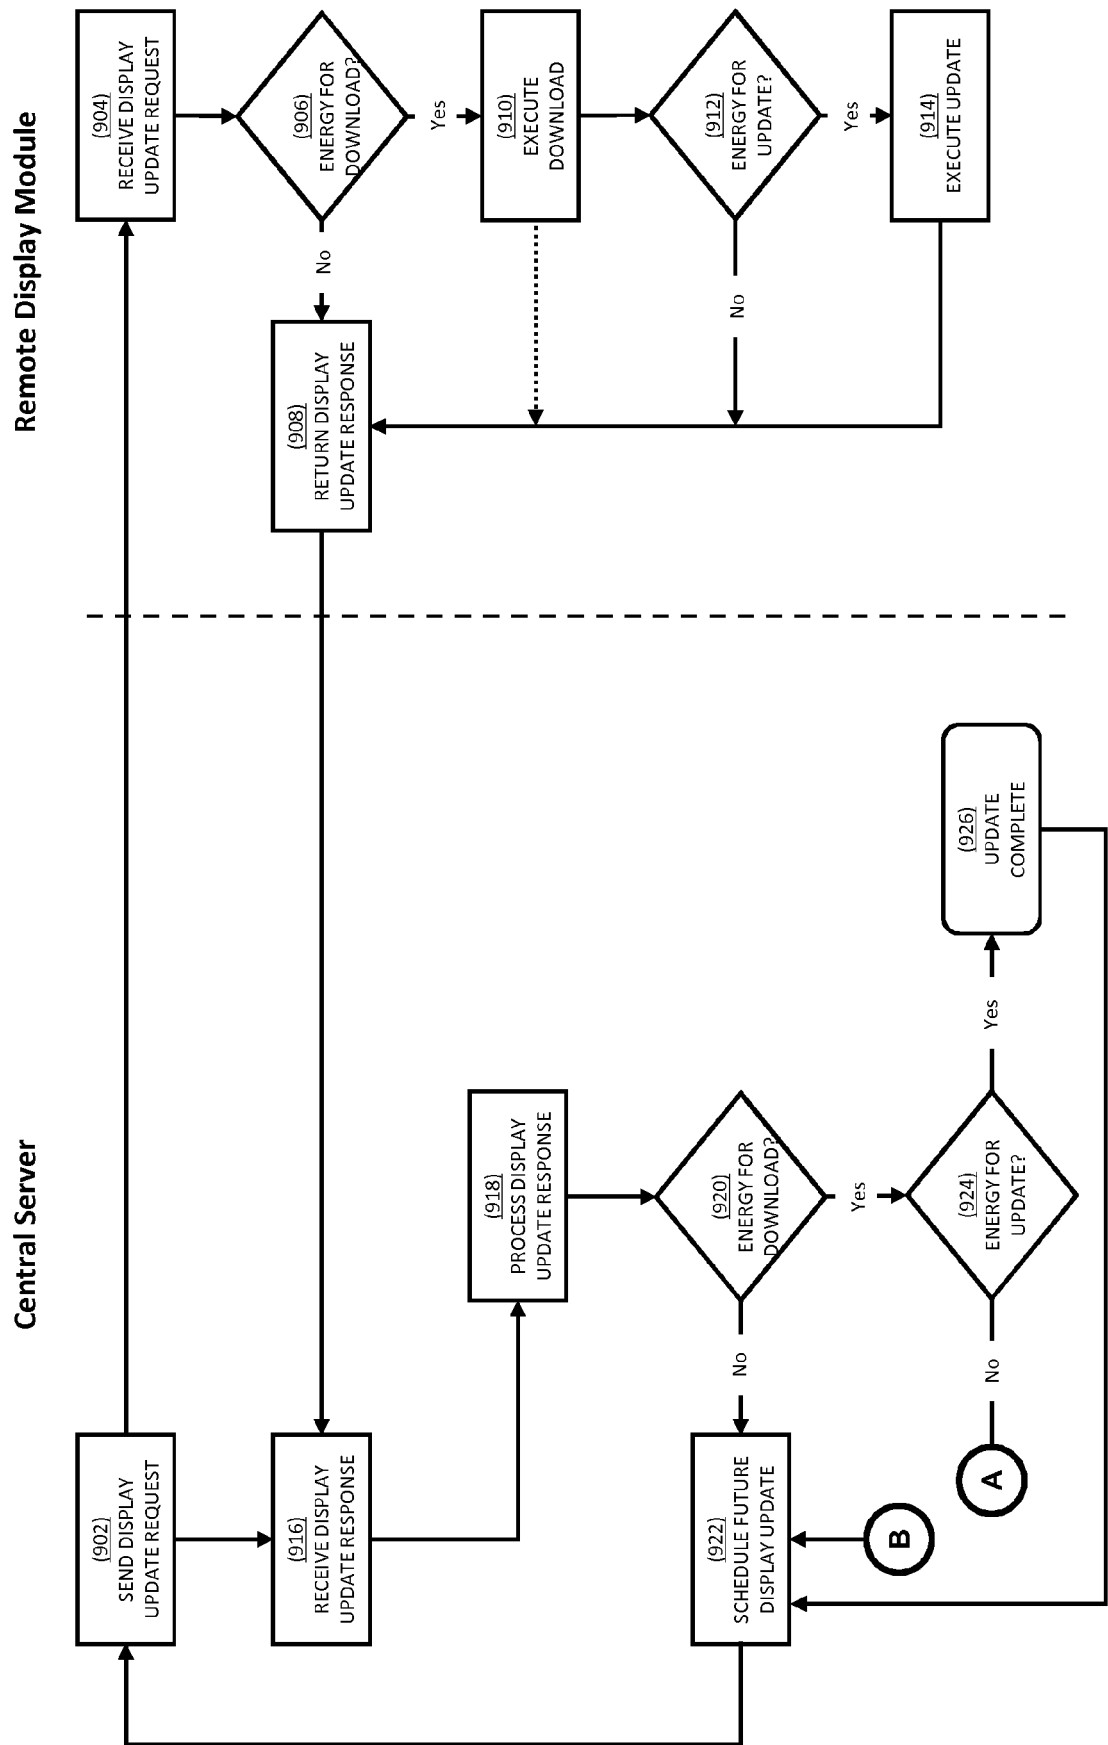 Central Server
Remote Display Module
(902)
SEND DISPLAY
UPDATE REQUEST
(904)
RECEIVE DISPLAY
UPDATE REQUEST
(906)
ENERGY FOR
DOWNLOAD?
No
Yes
(908)
RETURN DISPLAY
UPDATE RESPONSE
(910)
EXECUTE
DOWNLOAD
(912)
ENERGY FOR
UPDATE?
No
Yes
(914)
EXECUTE UPDATE
(916)
RECEIVE DISPLAY
UPDATE RESPONSE
(918)
PROCESS DISPLAY
UPDATE RESPONSE
(920)
ENERGY FOR
DOWNLOAD?
No
Yes
(922)
SCHEDULE FUTURE
DISPLAY UPDATE
B
A
No
(924)
ENERGY FOR
UPDATE?
Yes
(926)
UPDATE
COMPLETE